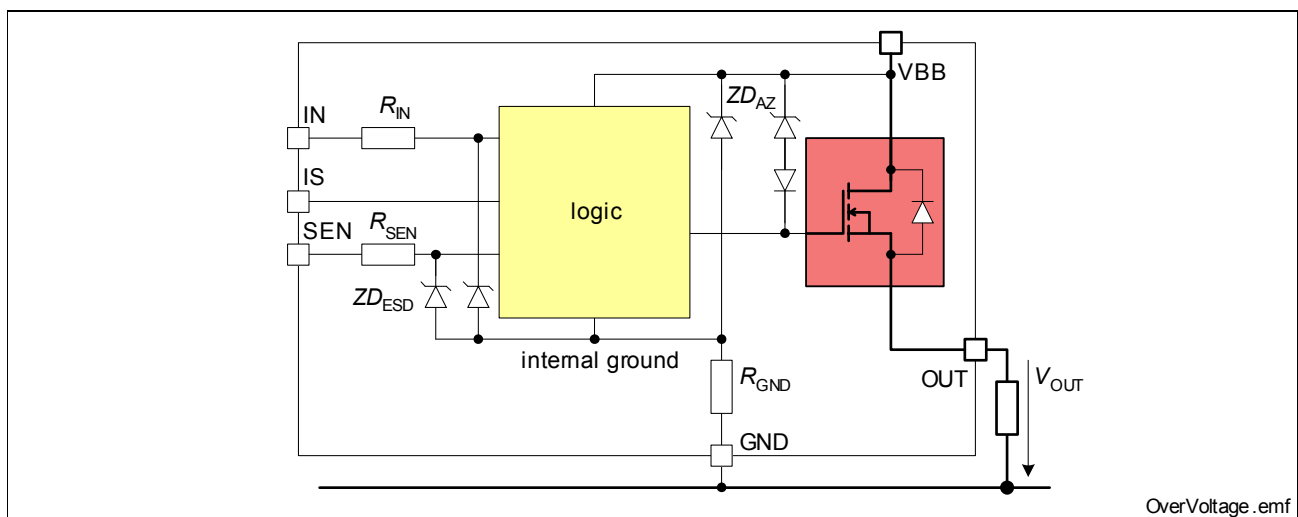 VBB
IN
R_IN
ZD_AZ
IS
SEN
R_SEN
logic
ZD_ESD
internal ground
R_GND
OUT
V_OUT
GND
OverVoltage.emf